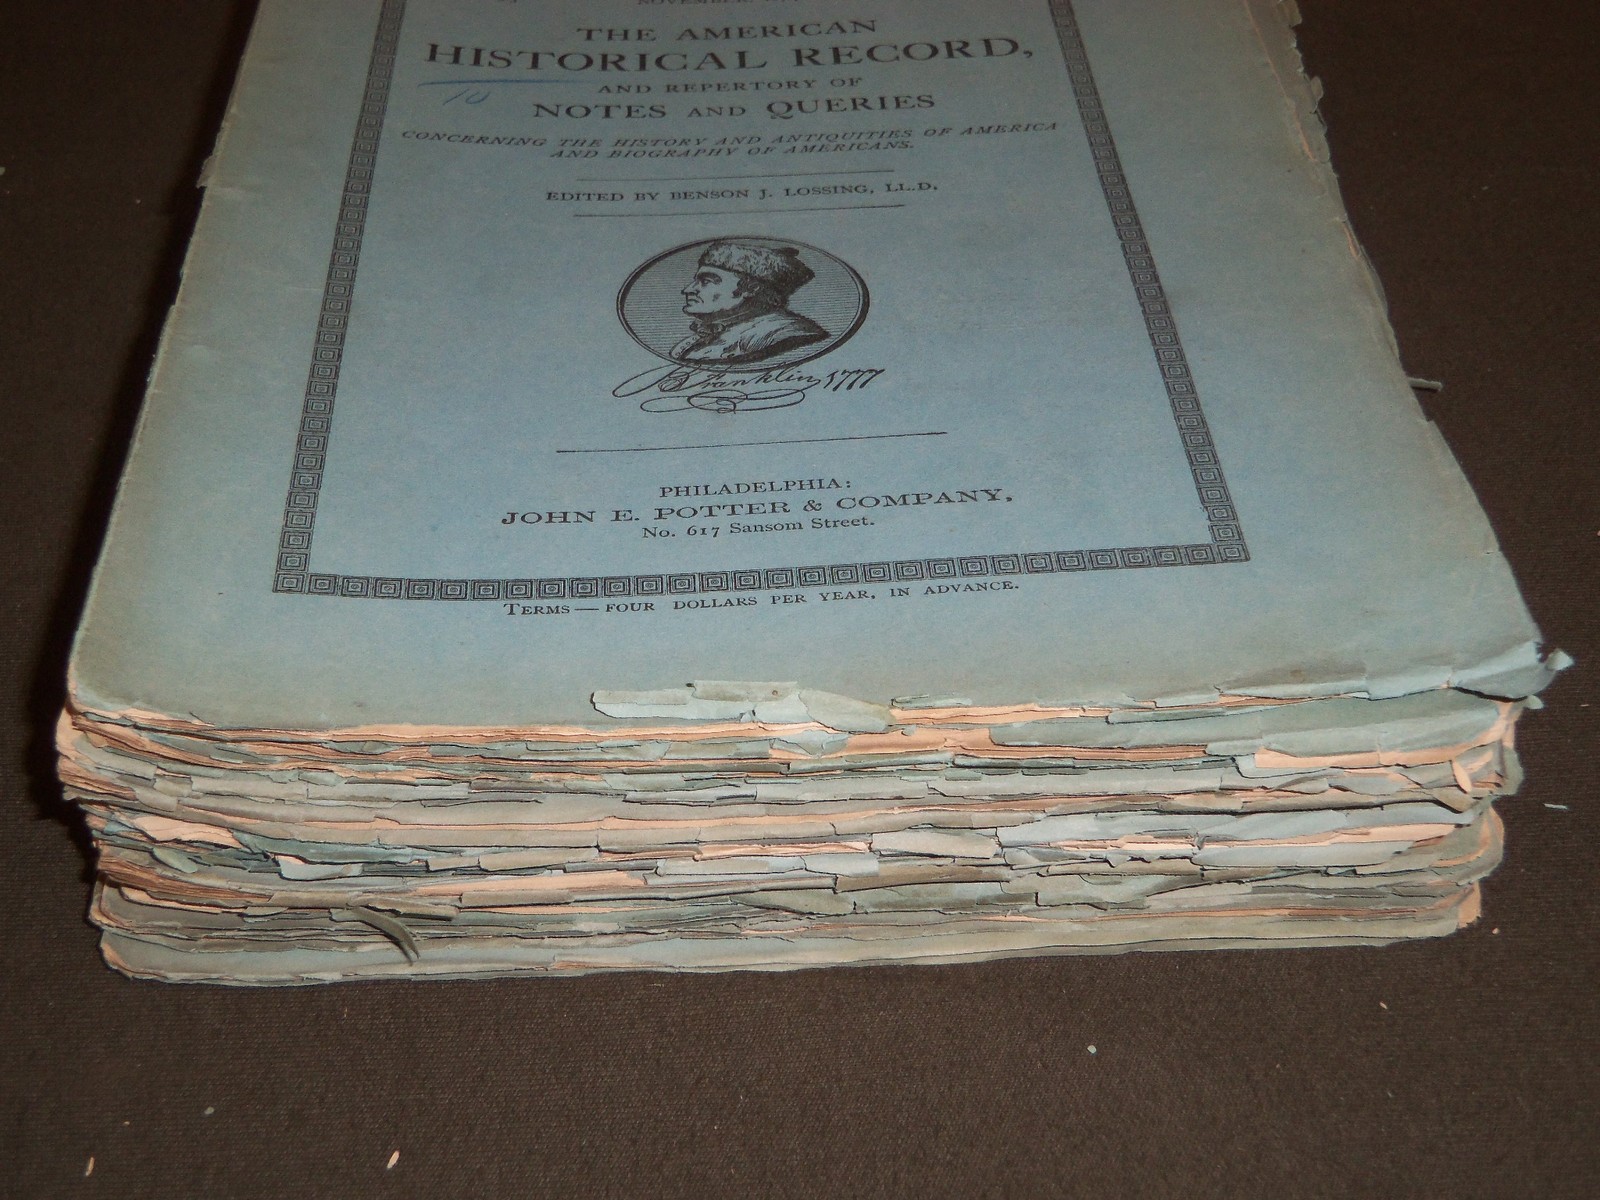 NOVEMBER,
THE AMERICAN
HISTORICAL RECORD,
AND REPERTORY OF
NOTES AND QUERIES
CONCERNING THE HISTORY AND ANTIQUITIES OF AMERICA
AND BIOGRAPHY OF AMERICANS.
EDITED BY BENSON J. LOSSING, LL.D.
B Franklin 1777
PHILADELPHIA:
JOHN E. POTTER & COMPANY,
No. 617 Sansom Street.
TERMS — FOUR DOLLARS PER YEAR, IN ADVANCE.